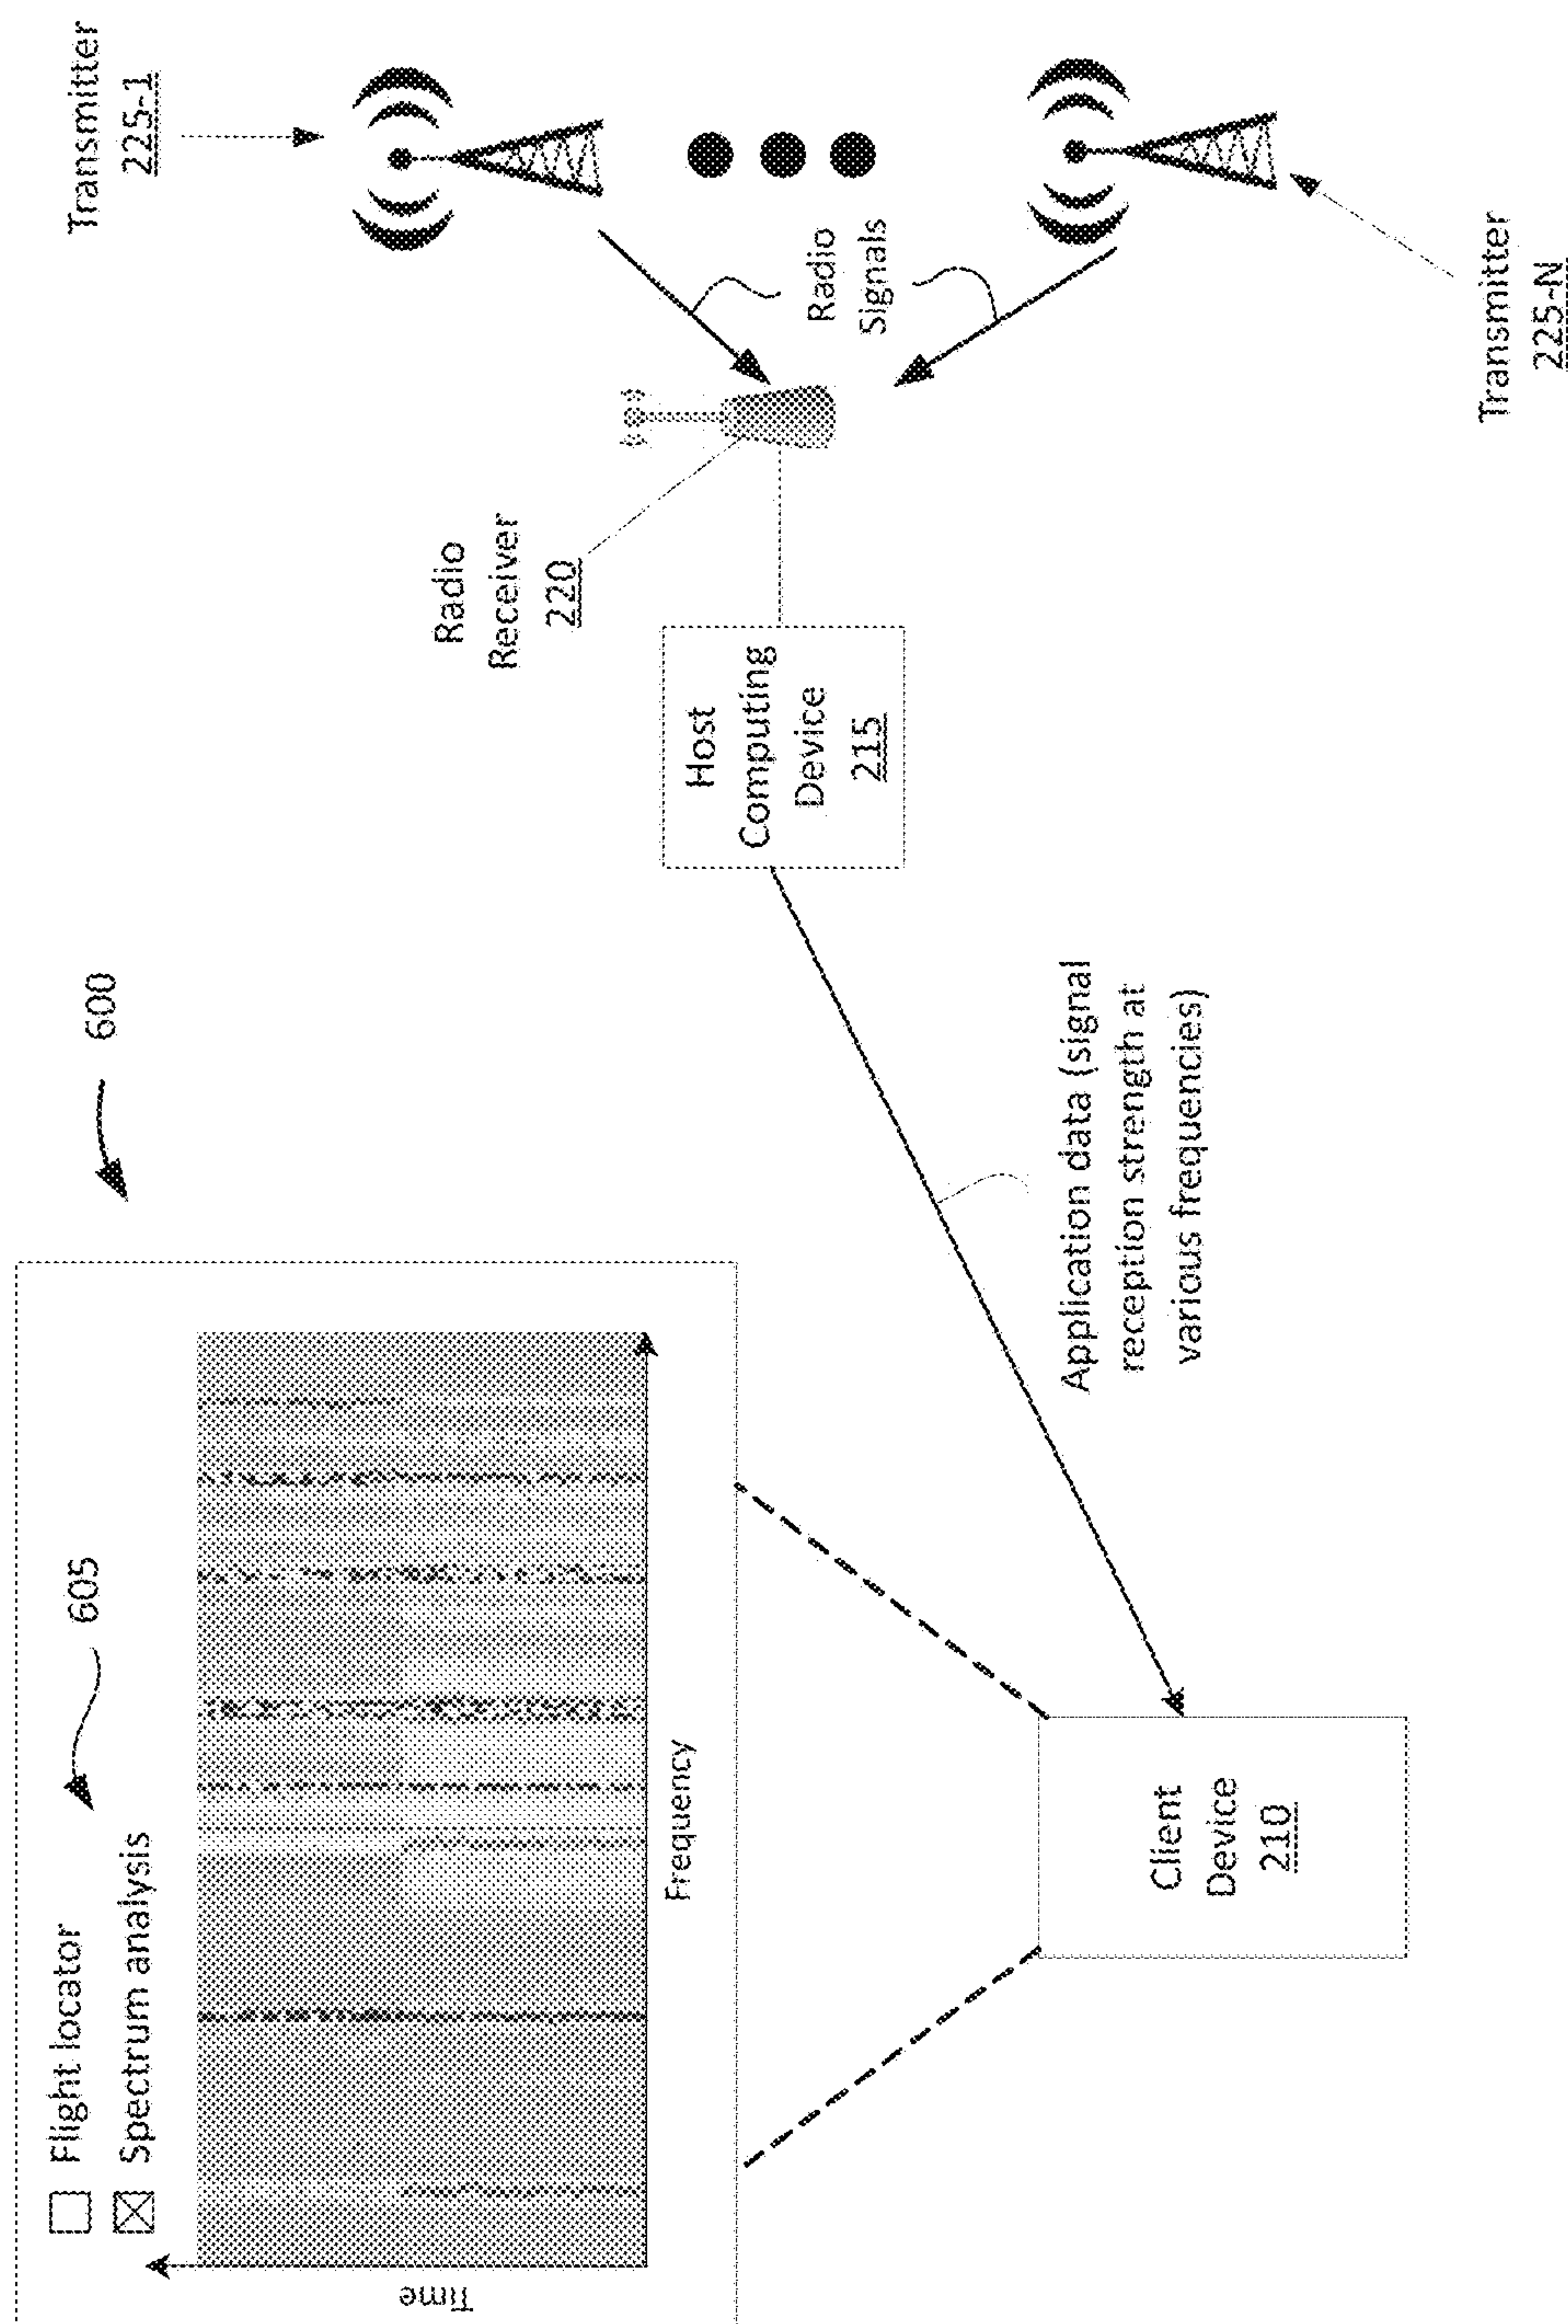 600
Flight locator
Spectrum analysis
605
Time
Frequency
Client
Device
210
Application data (signal
reception strength at
various frequencies)
Host
Computing
Device
215
Radio
Receiver
220
Radio
Signals
Transmitter
225-1
Transmitter
225-N